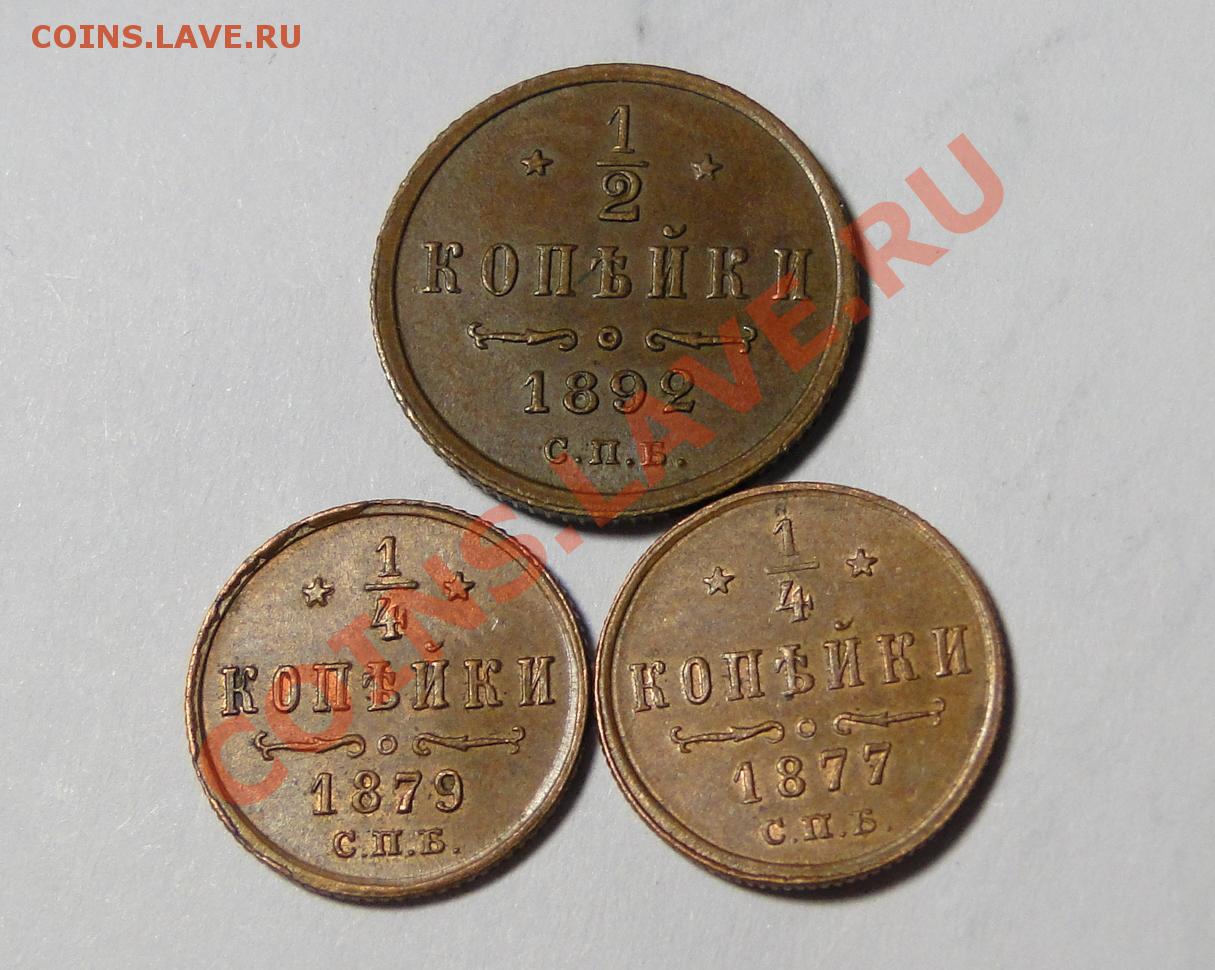 COINS.LAVE.RU
1
2
КОПѢЙКИ
1892
С.П.Б.
1
4
КОПѢЙКИ
1879
С.П.Б.
1
4
КОПѢЙКИ
1877
С.П.Б.
COINS.LAVE.RU